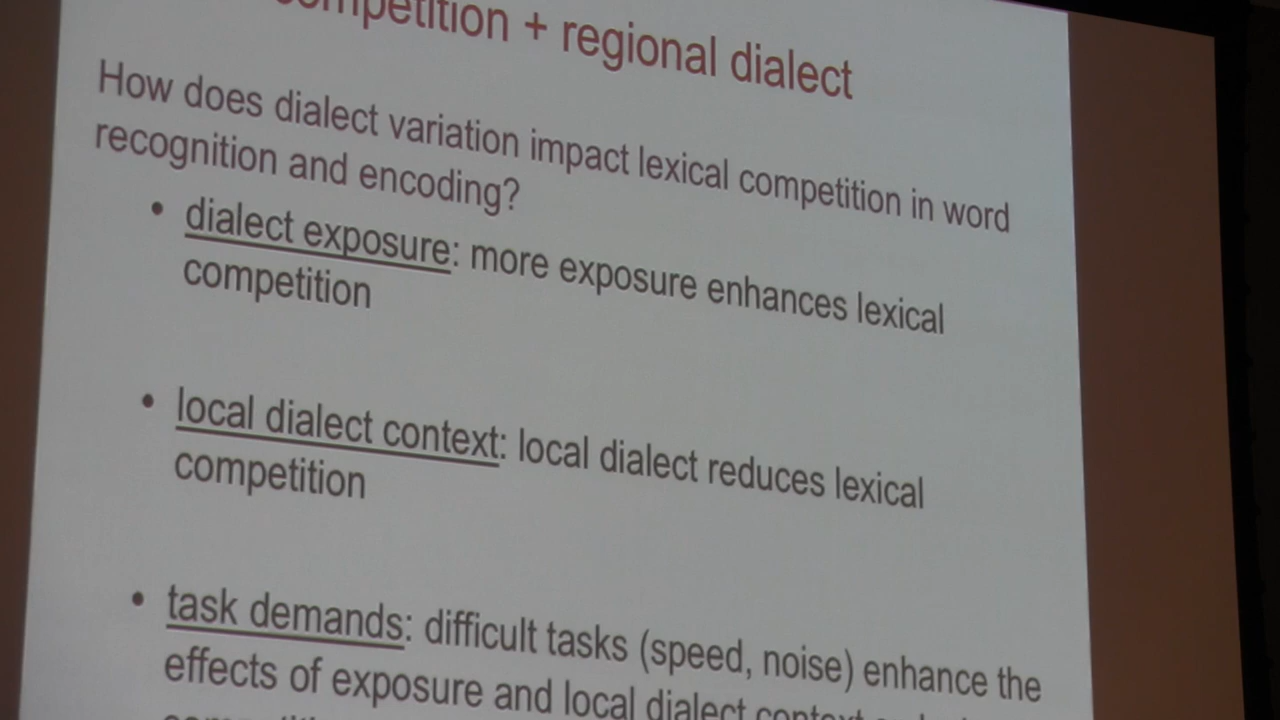 competition + regional dialect
How does dialect variation impact lexical competition in word
recognition and encoding?
• dialect exposure: more exposure enhances lexical
competition
• local dialect context: local dialect reduces lexical
competition
• task demands: difficult tasks (speed, noise) enhance the
effects of exposure and local dialect context